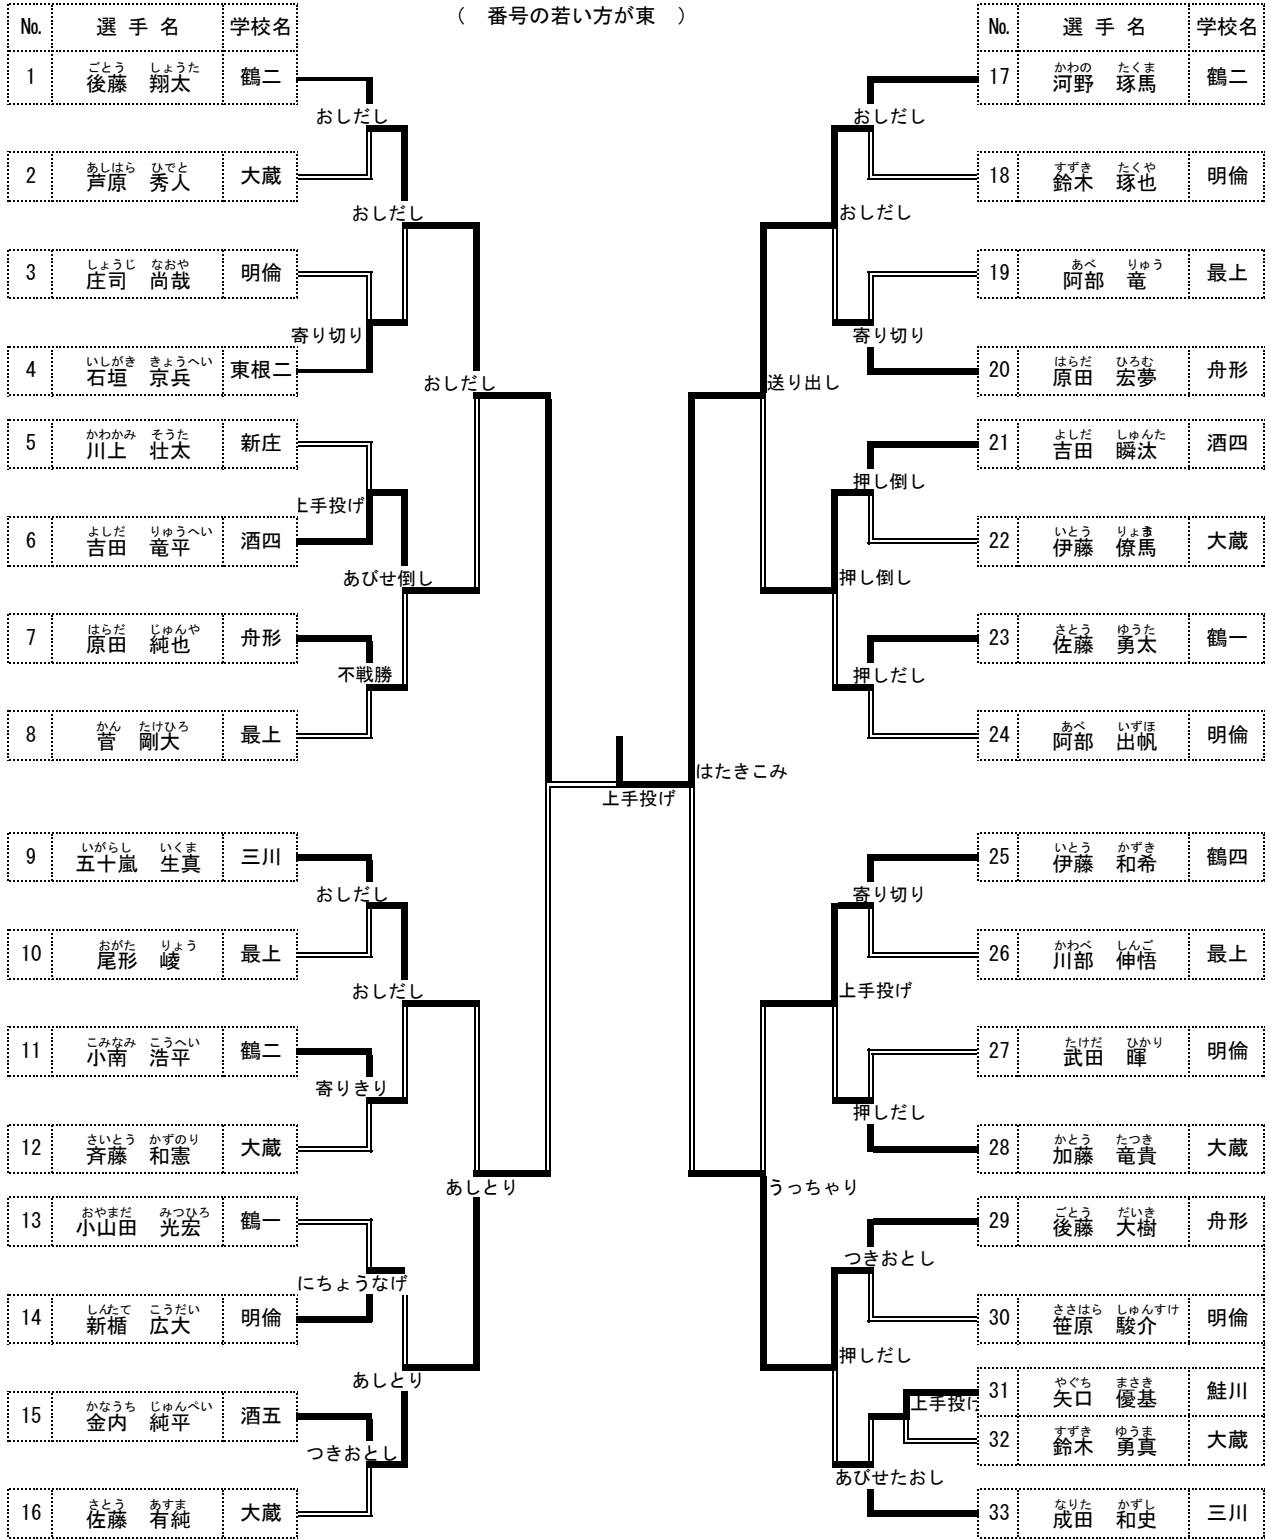 （　番号の若い方が東　）
No. 選 手 名 学校名
1 後藤 翔太 鶴二
ごとう しょうた
おしだし
2 芦原 秀人 大蔵
あしはら ひでと
おしだし
3 庄司 尚哉 明倫
しょうじ なおや
寄り切り
4 石垣 京兵 東根二
いしがき きょうへい
おしだし
5 川上 壮太 新庄
かわかみ そうた
上手投げ
6 吉田 竜平 酒四
よしだ りゅうへい
あびせ倒し
7 原田 純也 舟形
はらだ じゅんや
不戦勝
8 菅 剛大 最上
かん たけひろ
上手投げ
9 五十嵐 生真 三川
いがらし いくま
おしだし
10 尾形 崚 最上
おがた りょう
おしだし
11 小南 浩平 鶴二
こみなみ こうへい
寄りきり
12 斉藤 和憲 大蔵
さいとう かずのり
あしとり
13 小山田 光宏 鶴一
おやまだ みつひろ
にちょうなげ
14 新楯 広大 明倫
しんたて こうだい
あしとり
15 金内 純平 酒五
かなうち じゅんぺい
つきおとし
16 佐藤 有純 大蔵
さとう あすま
No. 選 手 名 学校名
17 河野 琢馬 鶴二
かわの たくま
おしだし
18 鈴木 琢也 明倫
すずき たくや
おしだし
19 阿部 竜 最上
あべ りゅう
寄り切り
20 原田 宏夢 舟形
はらだ ひろむ
送り出し
21 吉田 瞬汰 酒四
よしだ しゅんた
押し倒し
22 伊藤 僚馬 大蔵
いとう りょま
押し倒し
23 佐藤 勇太 鶴一
さとう ゆうた
押しだし
24 阿部 出帆 明倫
あべ いずほ
はたきこみ
25 伊藤 和希 鶴四
いとう かずき
寄り切り
26 川部 伸悟 最上
かわべ しんご
上手投げ
27 武田 暉 明倫
たけだ ひかり
押しだし
28 加藤 竜貴 大蔵
かとう たつき
うっちゃり
29 後藤 大樹 舟形
ごとう だいき
つきおとし
30 笹原 駿介 明倫
ささはら しゅんすけ
押しだし
31 矢口 優基 鮭川
やぐち まさき
上手投げ
32 鈴木 勇真 大蔵
すずき ゆうま
あびせたおし
33 成田 和史 三川
なりた かずし